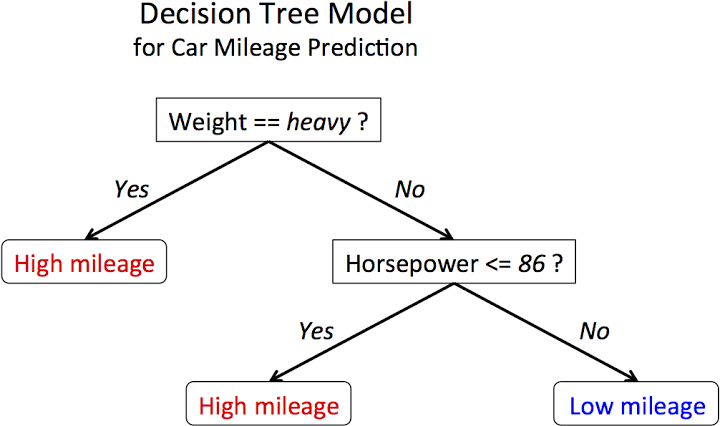 Decision Tree Model
for Car Mileage Prediction
Weight == heavy ?
Yes
No
High mileage
Horsepower <= 86 ?
Yes
No
High mileage
Low mileage